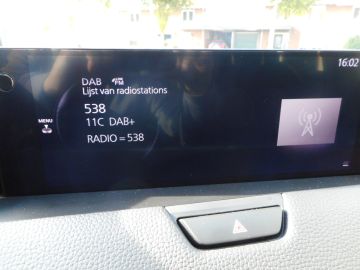 16:02
DAB
Lijst van radiostations
538
MENU
11C DAB+
RADIO = 538